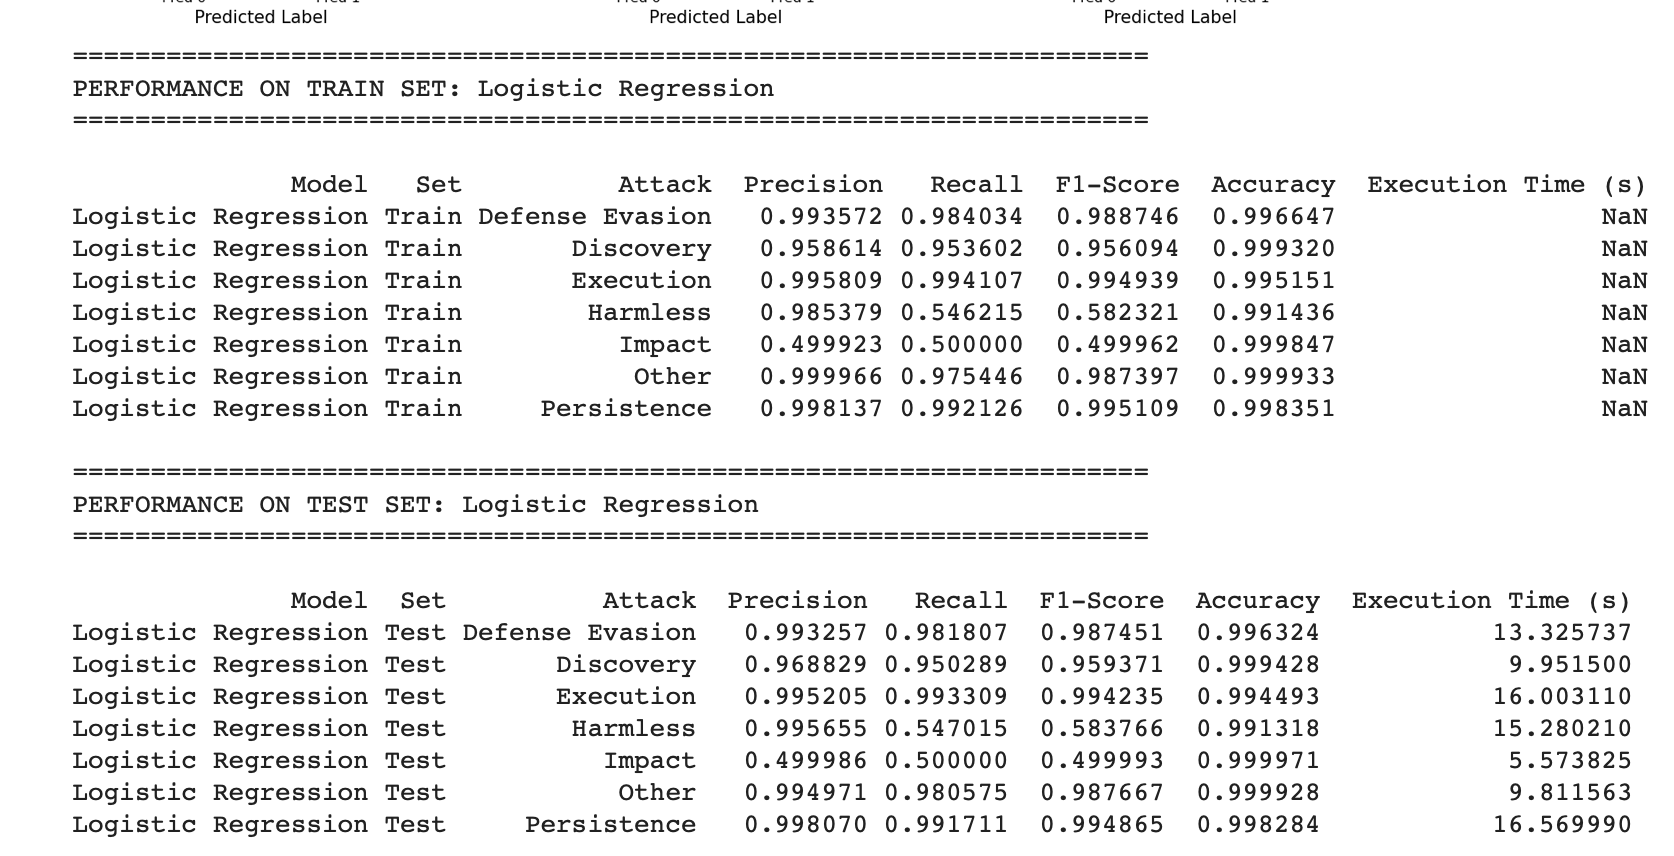 Predicted Label Predicted Label Predicted Label
=====================================================================
PERFORMANCE ON TRAIN SET: Logistic Regression
=====================================================================
Model Set Attack Precision Recall F1-Score Accuracy Execution Time (s)
Logistic Regression Train Defense Evasion 0.993572 0.984034 0.988746 0.996647 NaN
Logistic Regression Train Discovery 0.958614 0.953602 0.956094 0.999320 NaN
Logistic Regression Train Execution 0.995809 0.994107 0.994939 0.995151 NaN
Logistic Regression Train Harmless 0.985379 0.546215 0.582321 0.991436 NaN
Logistic Regression Train Impact 0.499923 0.500000 0.499962 0.999847 NaN
Logistic Regression Train Other 0.999966 0.975446 0.987397 0.999933 NaN
Logistic Regression Train Persistence 0.998137 0.992126 0.995109 0.998351 NaN
=====================================================================
PERFORMANCE ON TEST SET: Logistic Regression
=====================================================================
Model Set Attack Precision Recall F1-Score Accuracy Execution Time (s)
Logistic Regression Test Defense Evasion 0.993257 0.981807 0.987451 0.996324 13.325737
Logistic Regression Test Discovery 0.968829 0.950289 0.959371 0.999428 9.951500
Logistic Regression Test Execution 0.995205 0.993309 0.994235 0.994493 16.003110
Logistic Regression Test Harmless 0.995655 0.547015 0.583766 0.991318 15.280210
Logistic Regression Test Impact 0.499986 0.500000 0.499993 0.999971 5.573825
Logistic Regression Test Other 0.994971 0.980575 0.987667 0.999928 9.811563
Logistic Regression Test Persistence 0.998070 0.991711 0.994865 0.998284 16.569990